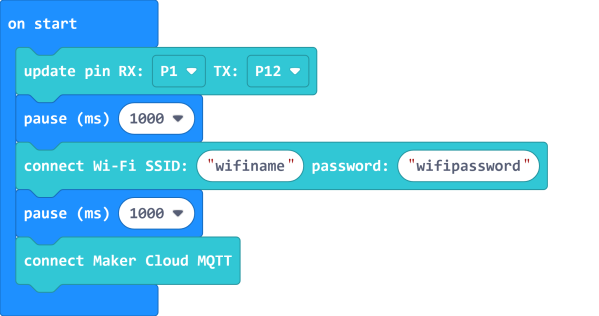 on start
update pin RX: P1 TX: P12
pause (ms) 1000
connect Wi-Fi SSID: "wifiname" password: "wifipassword"
pause (ms) 1000
connect Maker Cloud MQTT